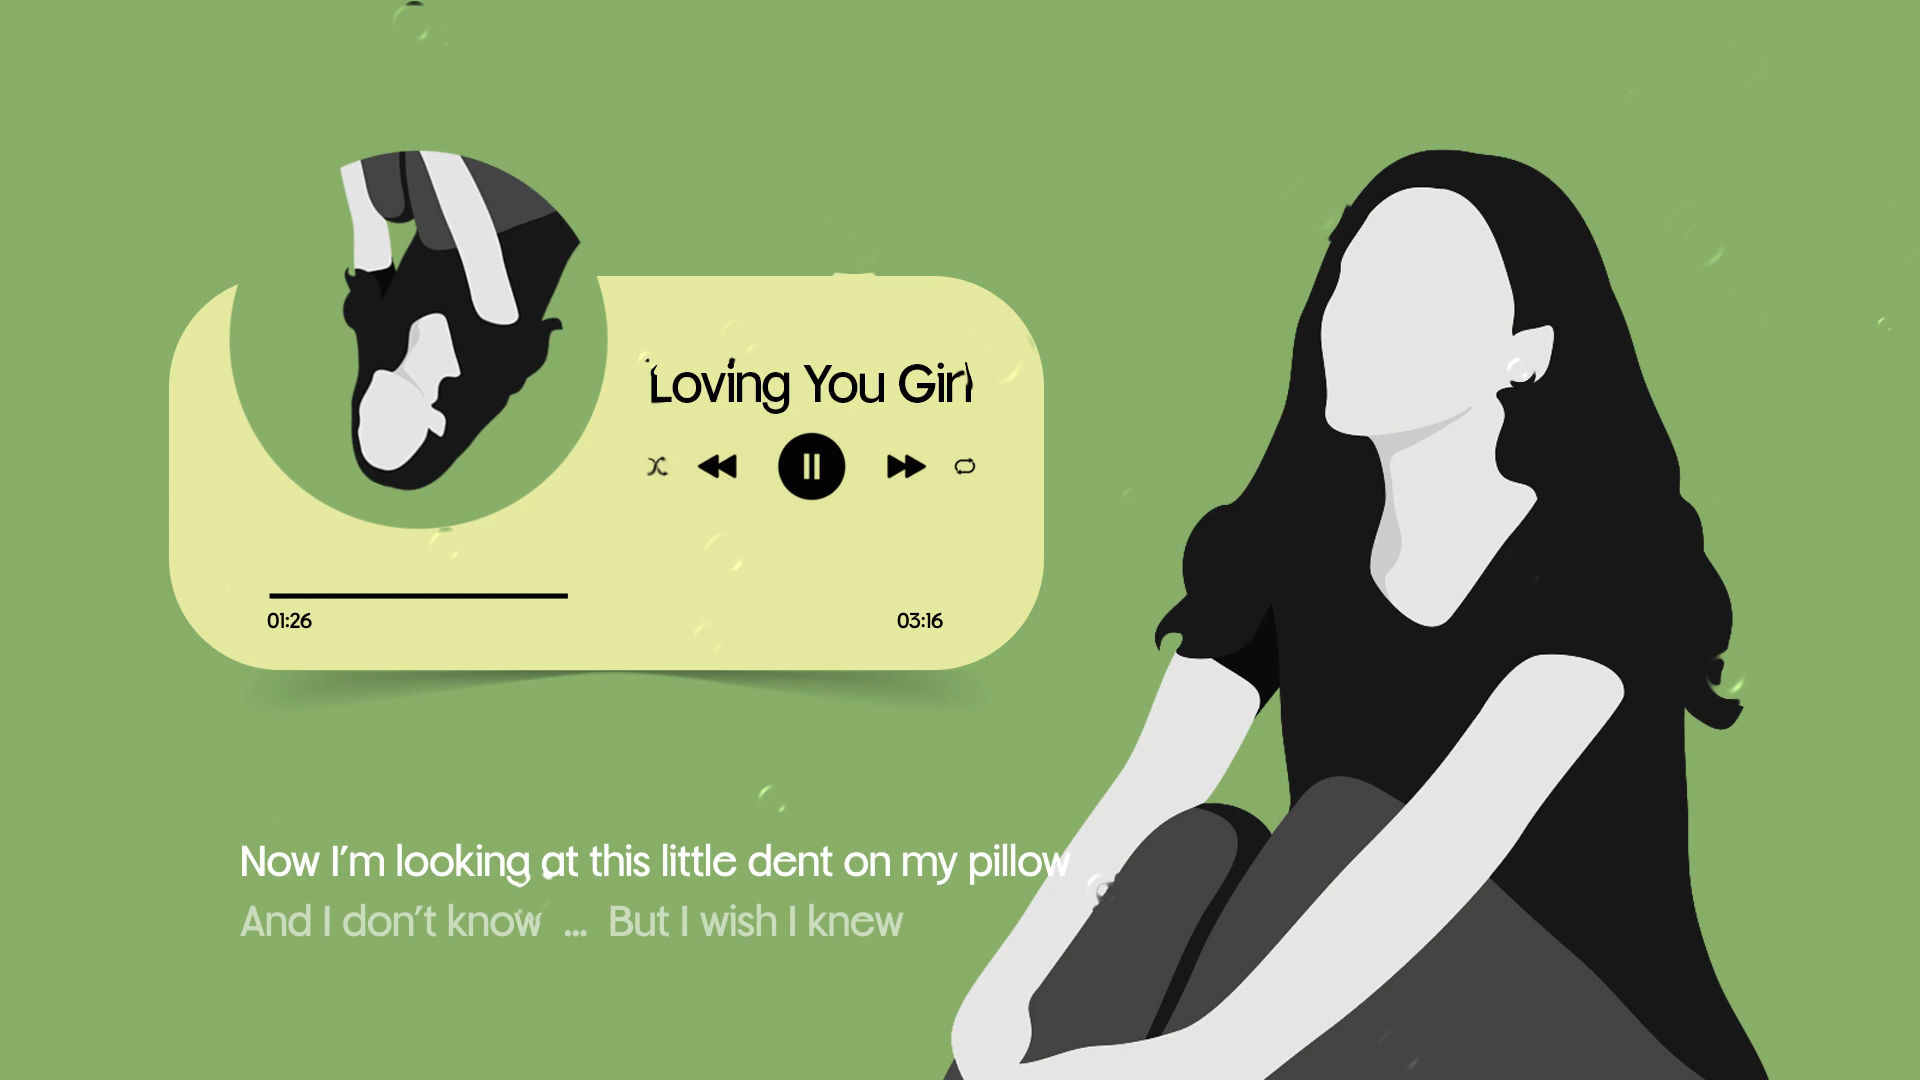 Loving You Girl
01:26
03:16
Now I’m looking at this little dent on my pillow
And I don’t know ... But I wish I knew